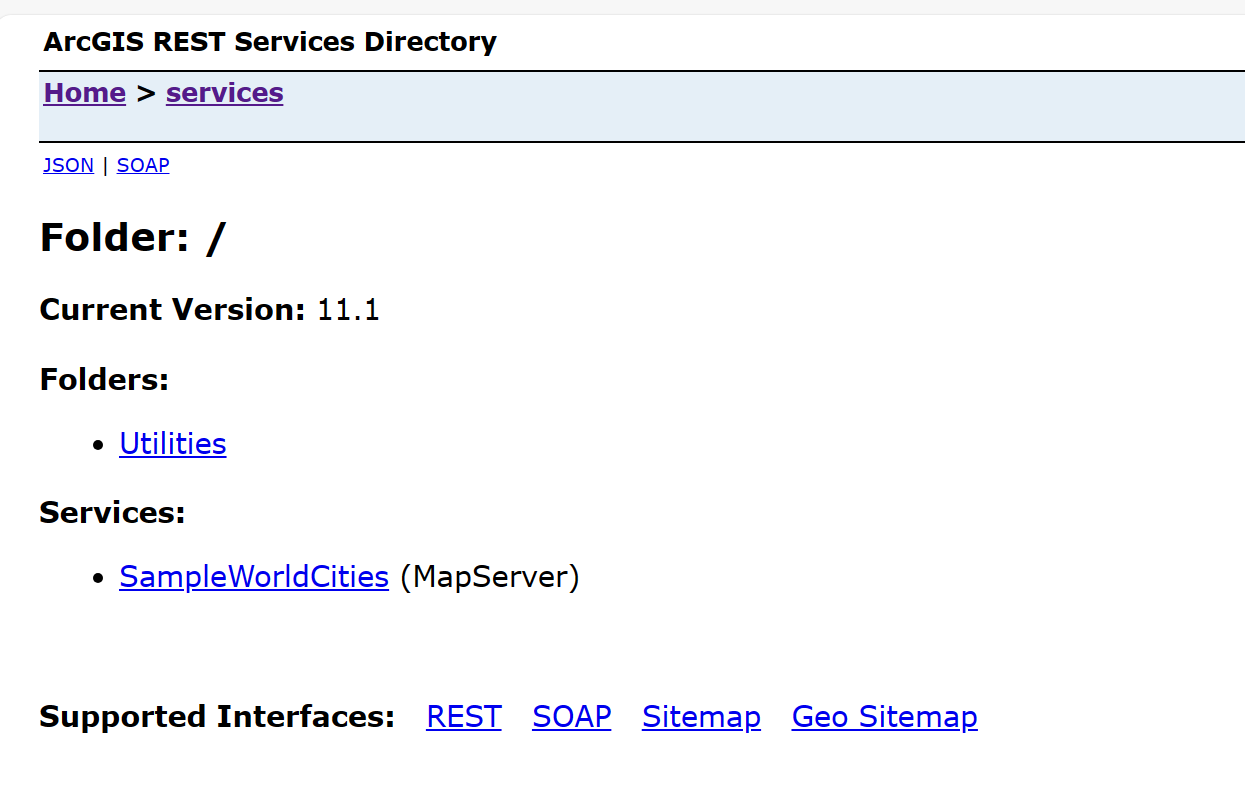 ArcGIS REST Services Directory
Home > services
JSON | SOAP
Folder: /
Current Version: 11.1
Folders:
• Utilities
Services:
• SampleWorldCities (MapServer)
Supported Interfaces: REST SOAP Sitemap Geo Sitemap